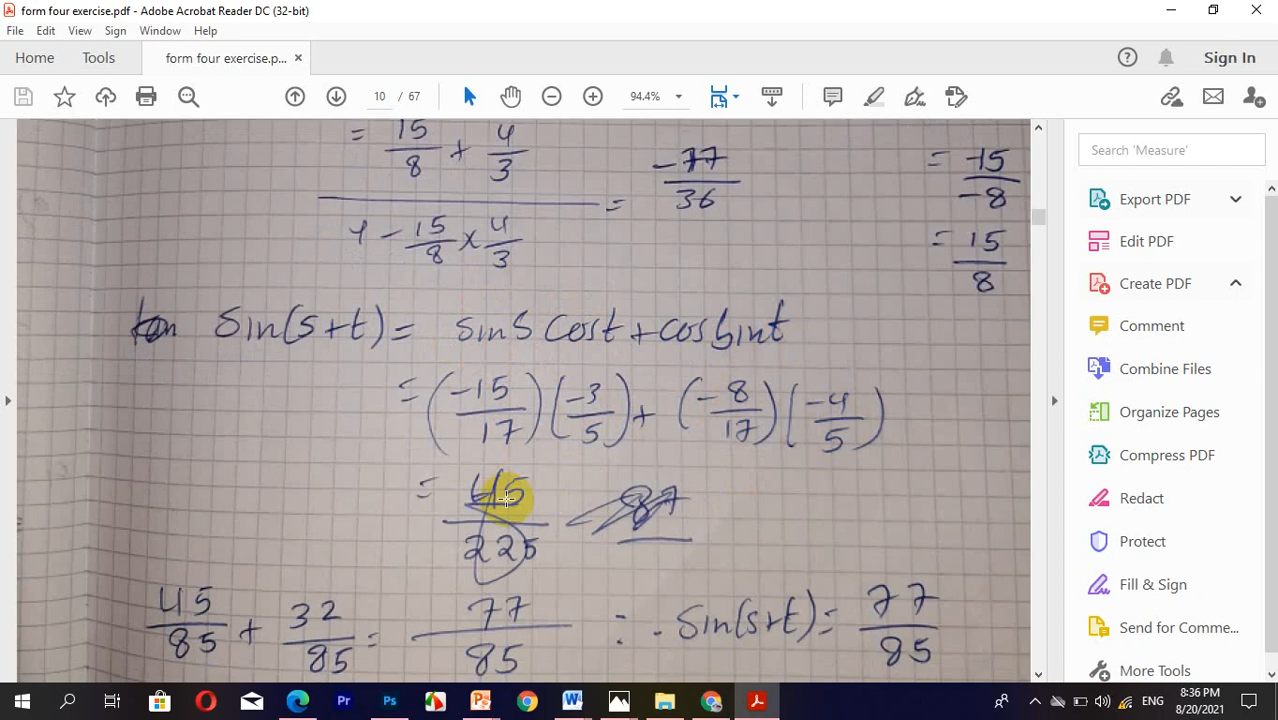 form four exercise.pdf - Adobe Acrobat Reader DC (32-bit)
File Edit View Sign Window Help
Home Tools form four exercise.p... × Sign In
10 / 67 94.4%
Search 'Measure'
Export PDF
Edit PDF
Create PDF
Comment
Combine Files
Organize Pages
Compress PDF
Redact
Protect
Fill & Sign
Send for Comme...
More Tools
= 15/8 + 4/3
1 - 15/8 × 4/3 = -77/36
= -15/-8
= 15/8
Sin(s+t) = sins Cost + cossint
= (-15/17)(-3/5) + (-8/17)(-4/5)
= 45/225 87
45/85 + 32/85 = 77/85 ∴ Sin(s+t) = 77/85
ENG 8:36 PM
8/20/2021